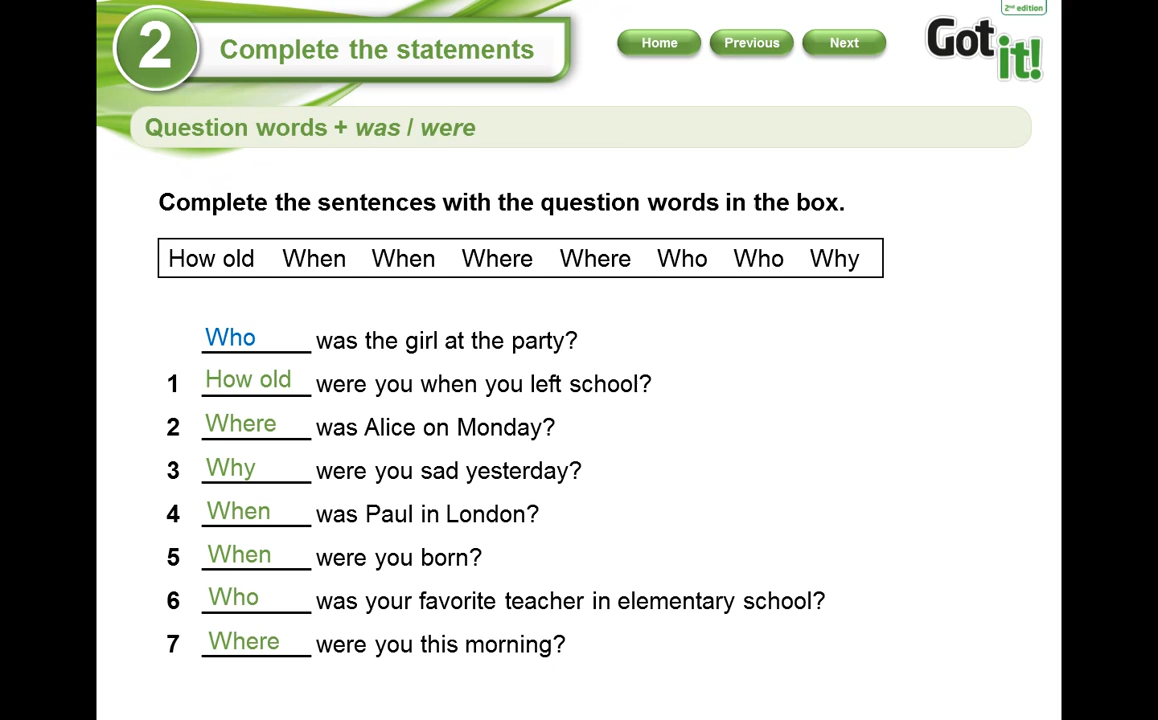 2nd edition
2 Complete the statements Home Previous Next Got it!
Question words + was / were
Complete the sentences with the question words in the box.
How old When When Where Where Who Who Why
Who was the girl at the party?
1 How old were you when you left school?
2 Where was Alice on Monday?
3 Why were you sad yesterday?
4 When was Paul in London?
5 When were you born?
6 Who was your favorite teacher in elementary school?
7 Where were you this morning?